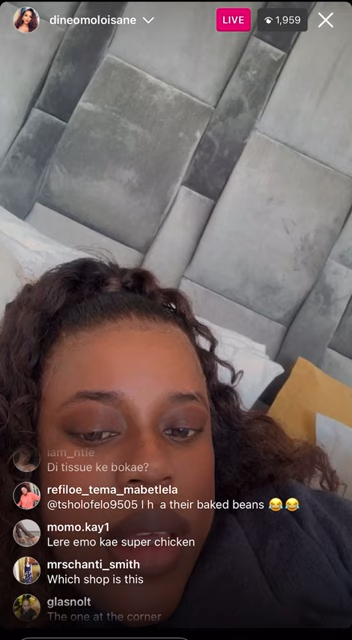 dineomoloisane
LIVE
1,959
iam_ntle
Di tissue ke bokae?
refiloe_tema_mabetlela
@tsholofelo9505 I h a their baked beans 😂😂
momo.kay1
Lere emo kae super chicken
mrschanti_smith
Which shop is this
glasnolt
The one at the corner